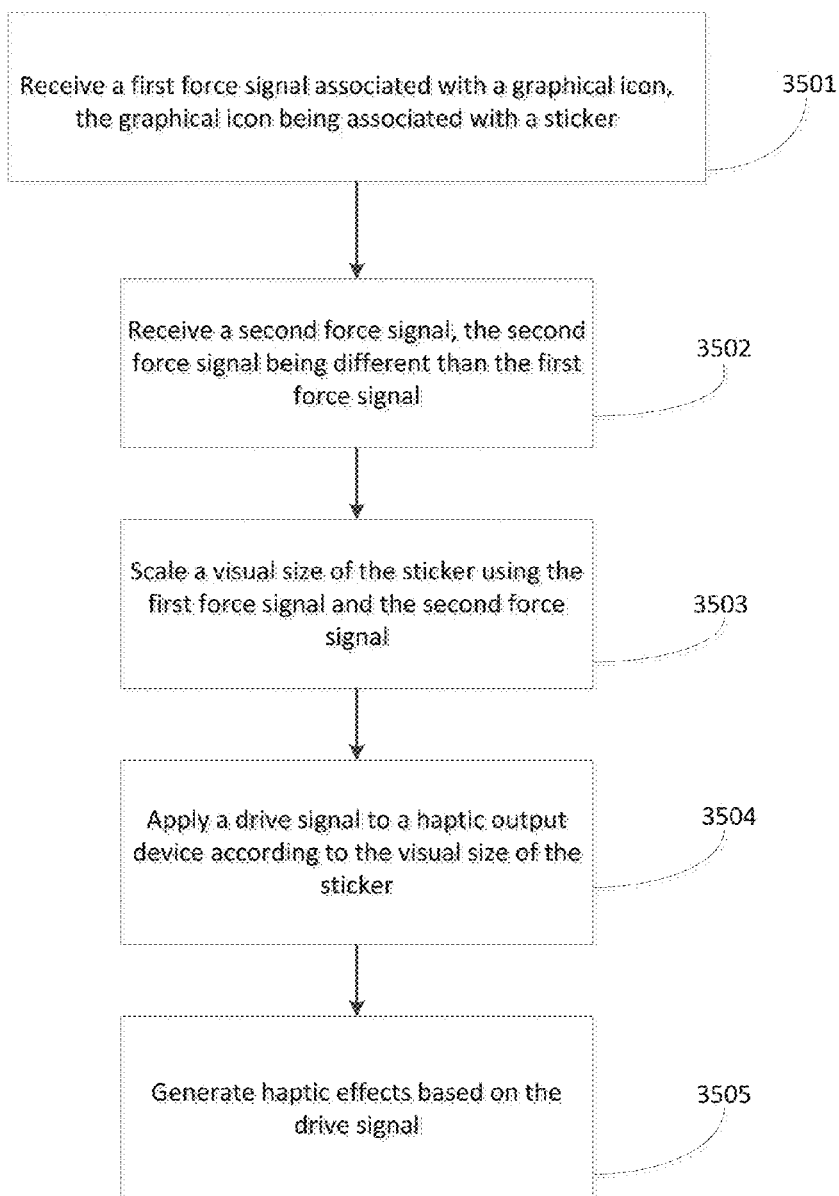 Receive a first force signal associated with a graphical icon,
the graphical icon being associated with a sticker
3501
Receive a second force signal, the second
force signal being different than the first
force signal
3502
Scale a visual size of the sticker using the
first force signal and the second force
signal
3503
Apply a drive signal to a haptic output
device according to the visual size of the
sticker
3504
Generate haptic effects based on the
drive signal
3505